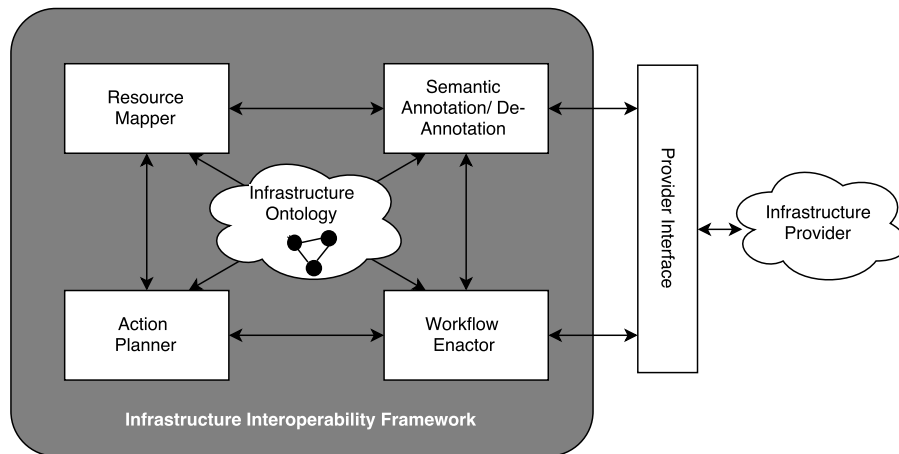 Resource
Mapper
Semantic
Annotation/ De-
Annotation
Infrastructure
Ontology
Action
Planner
Workflow
Enactor
Infrastructure Interoperability Framework
Provider Interface
Infrastructure
Provider